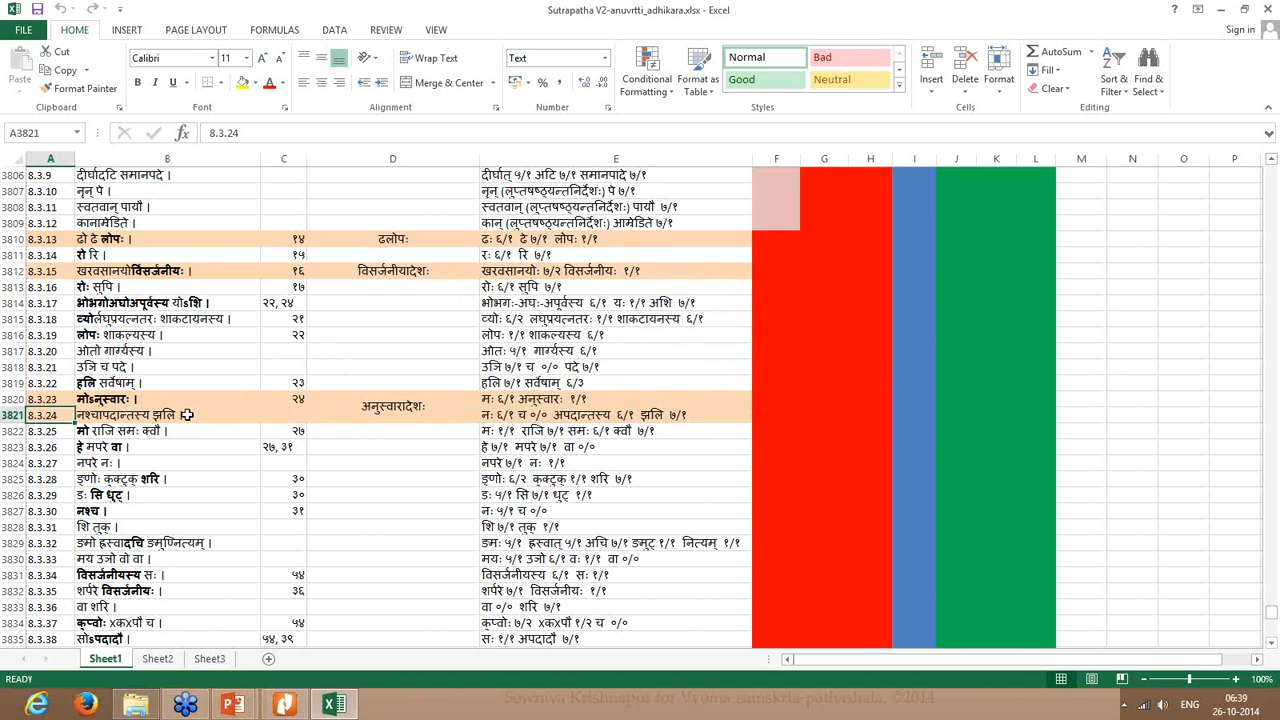 Sutrapatha V2-anuvrtti_adhikara.xlsx - Excel
FILE HOME INSERT PAGE LAYOUT FORMULAS DATA REVIEW VIEW Sign in
Cut
Copy
Format Painter
Paste
Clipboard
Calibri 11
Font
Wrap Text
Merge & Center
Alignment
Text
Number
Conditional Formatting
Format as Table
Normal Bad
Good Neutral
Styles
Insert Delete Format
Cells
AutoSum
Fill
Clear
Sort & Filter
Find & Select
Editing
A3821 8.3.24
A B C D E F G H I J K L M N O P
3806 8.3.9 दीर्घादटि समानपदे । दीर्घात् ५/१ अटि ७/१ समानपादे ७/१
3807 8.3.10 नॄन् पे । नॄन् (लुप्तषष्ठ्यन्तनिर्देशः) पे ७/१
3808 8.3.11 स्वतवान् पायौ । स्वतवान् (लुप्तषष्ठ्यन्तनिर्देशः) पायौ ७/१
3809 8.3.12 कानाम्रेडिते । कान् (लुप्तषष्ठ्यन्तनिर्देशः) आम्रेडिते ७/१
3810 8.3.13 ढो ढे लोपः । १४ ढलोपः ढः ६/१ ढे ७/१ लोपः १/१
3811 8.3.14 रो रि । १५ रः ६/१ रि ७/१
3812 8.3.15 खरवसानयोर्विसर्जनीयः । १६ विसर्जनीयादेशः खरवसानयोः ७/२ विसर्जनीयः १/१
3813 8.3.16 रोः सुपि । १७ रोः ६/१ सुपि ७/१
3814 8.3.17 भोभगोअघोअपूर्वस्य योऽशि । २२, २४ भोभगः-अघः-अपूर्वस्य ६/१ यः १/१ अशि ७/१
3815 8.3.18 व्योर्लघुप्रयत्नतरः शाकटायनस्य । २१ व्योः ६/२ लघुप्रयत्नतरः १/१ शाकटायनस्य ६/१
3816 8.3.19 लोपः शाकल्यस्य । २२ लोपः १/१ शाकल्यस्य ६/१
3817 8.3.20 ओतो गार्ग्यस्य । ओतः ५/१ गार्ग्यस्य ६/१
3818 8.3.21 उञि च पदे । उञि ७/१ च ०/० पदे ७/१
3819 8.3.22 हलि सर्वेषाम् । २३ हलि ७/१ सर्वेषाम् ६/३
3820 8.3.23 मोऽनुस्वारः । २४ अनुस्वारादेशः मः ६/१ अनुस्वारः १/१
3821 8.3.24 नश्चापदान्तस्य झलि । नः ६/१ च ०/० अपदान्तस्य ६/१ झलि ७/१
3822 8.3.25 मो राजि समः क्वौ । २७ मः १/१ राजि ७/१ समः ६/१ क्वौ ७/१
3823 8.3.26 हे मपरे वा । २७, ३१ हे ७/१ मपरे ७/१ वा ०/०
3824 8.3.27 नपरे नः । नपरे ७/१ नः १/१
3825 8.3.28 ङ्णोः कुक्टुक् शरि । ३० ङ्णोः ६/२ कुक्टुक् १/१ शरि ७/१
3826 8.3.29 डः सि धुट् । ३० डः ५/१ सि ७/१ धुट् १/१
3827 8.3.30 नश्च । ३१ नः ५/१ च ०/०
3828 8.3.31 शि तुक् । शि ७/१ तुक् १/१
3829 8.3.32 ङमो ह्रस्वादचि ङमुण्नित्यम् । ङमः ५/१ ह्रस्वात् ५/१ अचि ७/१ ङमुट् १/१ नित्यम् १/१
3830 8.3.33 मय उञो वो वा । मयः ५/१ उञो ६/१ वः १/१ वा ०/०
3831 8.3.34 विसर्जनीयस्य सः । ५४ विसर्जनीयस्य ६/१ सः १/१
3832 8.3.35 शर्परे विसर्जनीयः । ३६ शर्परे ७/१ विसर्जनीयः १/१
3833 8.3.36 वा शरि । वा ०/० शरि ७/१
3834 8.3.37 कुप्वोः xकxपौ च । ५४ कुप्वोः ७/२ xकxपौ १/२ च ०/०
3835 8.3.38 सोऽपदादौ । ५४, ३९ सः १/१ अपदादौ ७/१
Sheet1 Sheet2 Sheet3
READY 100%
Sowmya Krishnapur for Vyoma-samskrta-pathashala, ©2014
ENG 06:39
26-10-2014